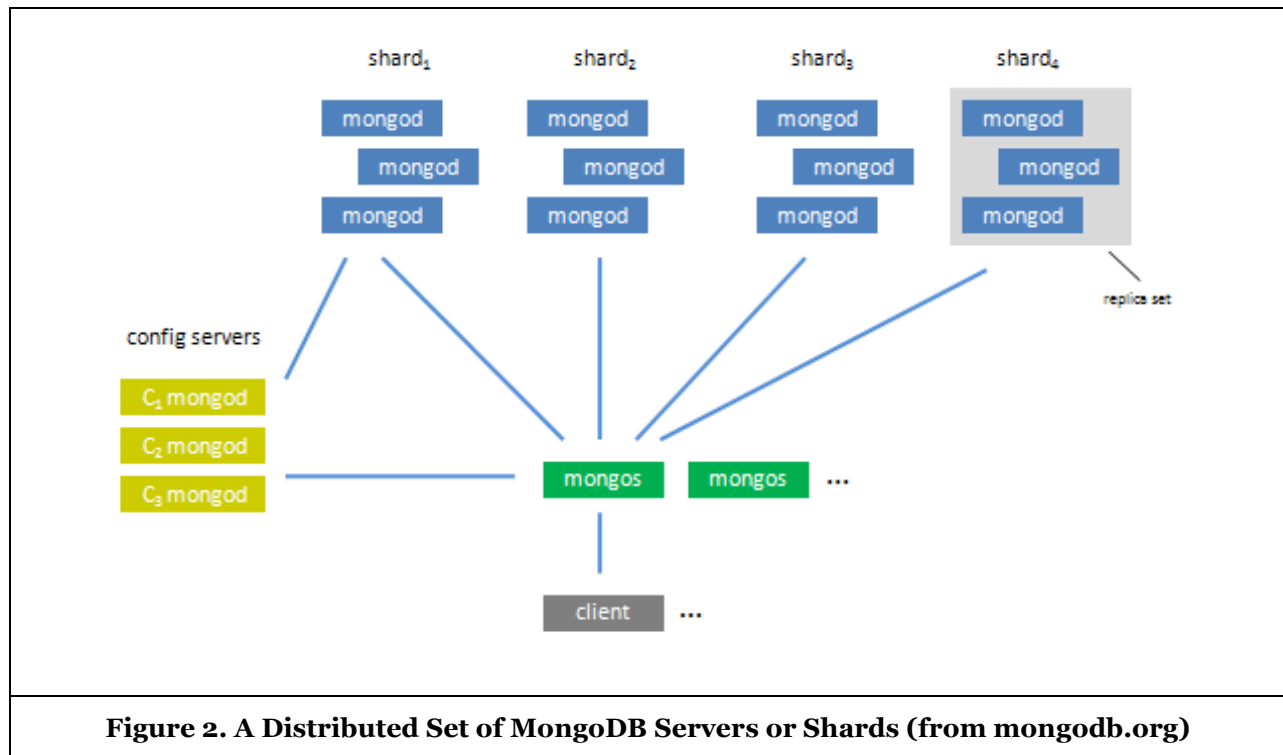 shard₁ shard₂ shard₃ shard₄
mongod mongod mongod mongod
mongod mongod mongod mongod
mongod mongod mongod mongod
replica set
config servers
C₁ mongod
C₂ mongod
C₃ mongod
mongos mongos ...
client ...
Figure 2. A Distributed Set of MongoDB Servers or Shards (from mongodb.org)